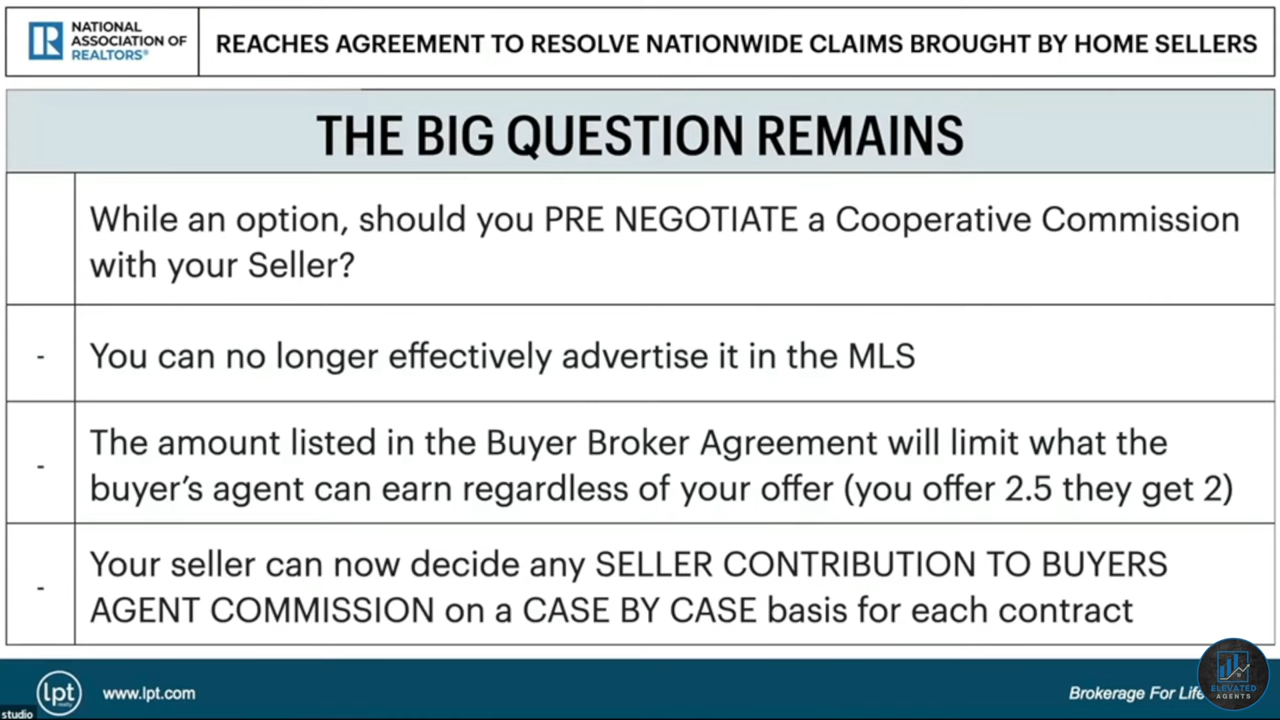 NATIONAL
ASSOCIATION OF
REALTORS®
REACHES AGREEMENT TO RESOLVE NATIONWIDE CLAIMS BROUGHT BY HOME SELLERS
THE BIG QUESTION REMAINS
While an option, should you PRE NEGOTIATE a Cooperative Commission
with your Seller?
- You can no longer effectively advertise it in the MLS
- The amount listed in the Buyer Broker Agreement will limit what the
buyer’s agent can earn regardless of your offer (you offer 2.5 they get 2)
- Your seller can now decide any SELLER CONTRIBUTION TO BUYERS
AGENT COMMISSION on a CASE BY CASE basis for each contract
lpt
realty
www.lpt.com
Brokerage For Life
ELEVATED
AGENTS
studio